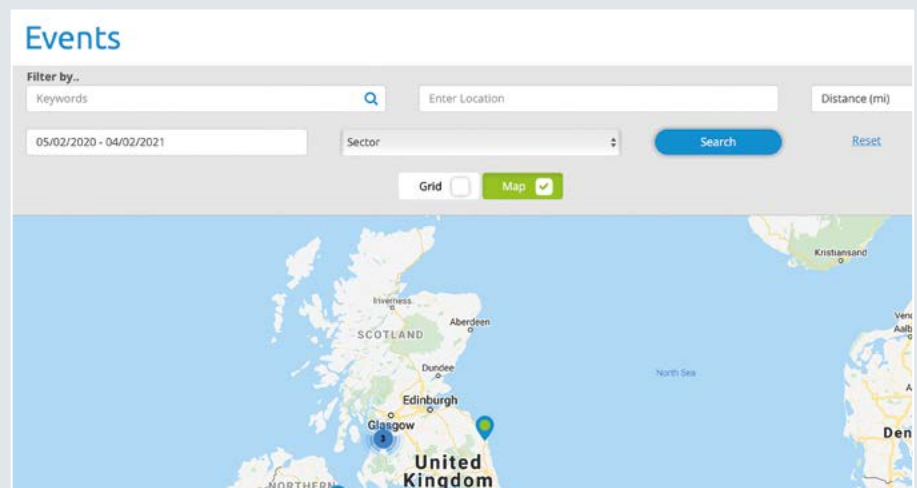 Events
Filter by..
Keywords
Enter Location
Distance (mi)
05/02/2020 - 04/02/2021
Sector
Search
Reset
Grid
Map
Kristiansand
Inverness
Aberdeen
SCOTLAND
Dundee
North Sea
Edinburgh
Glasgow
3
United
Kingdom
NORTHERN